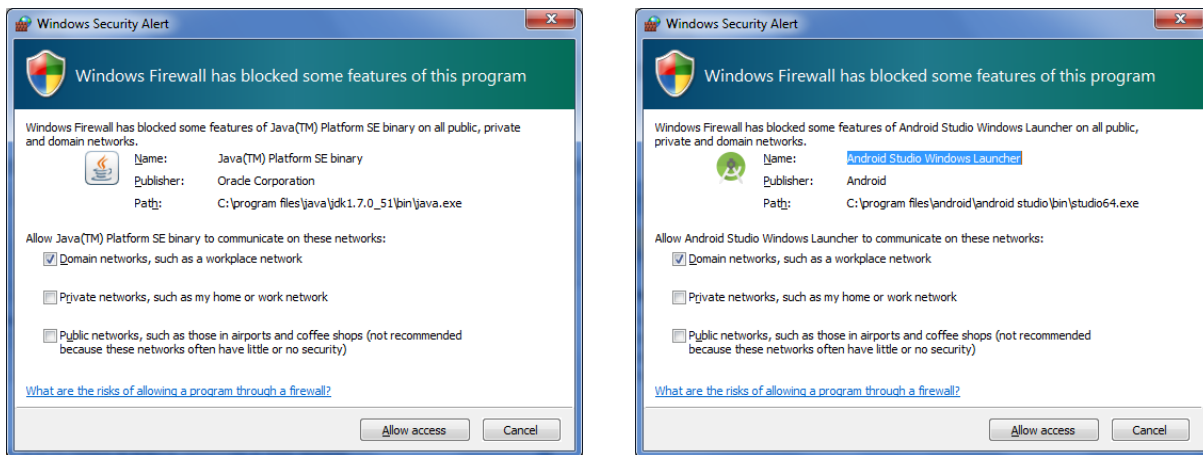 Windows Security Alert
x
Windows Firewall has blocked some features of this program
Windows Firewall has blocked some features of Java(TM) Platform SE binary on all public, private
and domain networks.
Name: Java(TM) Platform SE binary
Publisher: Oracle Corporation
Path: C:\program files\java\jdk1.7.0_51\bin\java.exe
Allow Java(TM) Platform SE binary to communicate on these networks:
Domain networks, such as a workplace network
Private networks, such as my home or work network
Public networks, such as those in airports and coffee shops (not recommended
because these networks often have little or no security)
What are the risks of allowing a program through a firewall?
Allow access Cancel
Windows Security Alert
x
Windows Firewall has blocked some features of this program
Windows Firewall has blocked some features of Android Studio Windows Launcher on all public,
private and domain networks.
Name: Android Studio Windows Launcher
Publisher: Android
Path: C:\program files\android\android studio\bin\studio64.exe
Allow Android Studio Windows Launcher to communicate on these networks:
Domain networks, such as a workplace network
Private networks, such as my home or work network
Public networks, such as those in airports and coffee shops (not recommended
because these networks often have little or no security)
What are the risks of allowing a program through a firewall?
Allow access Cancel